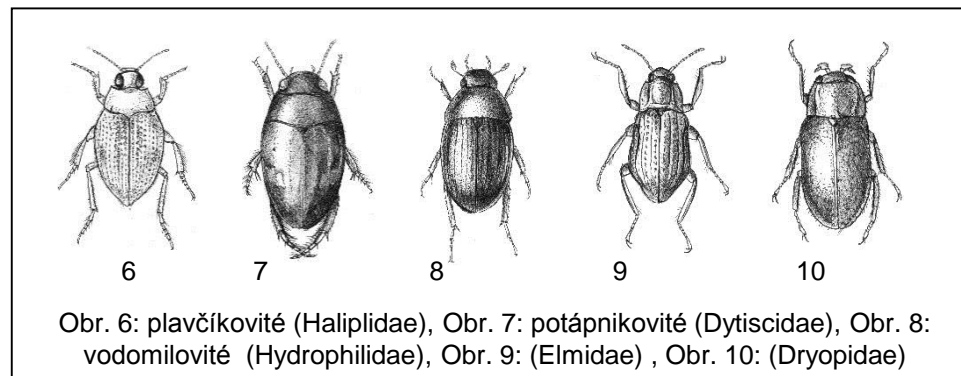 6 7 8 9 10
Obr. 6: plavčíkovité (Haliplidae), Obr. 7: potápnikovité (Dytiscidae), Obr. 8:
vodomilovité (Hydrophilidae), Obr. 9: (Elmidae) , Obr. 10: (Dryopidae)